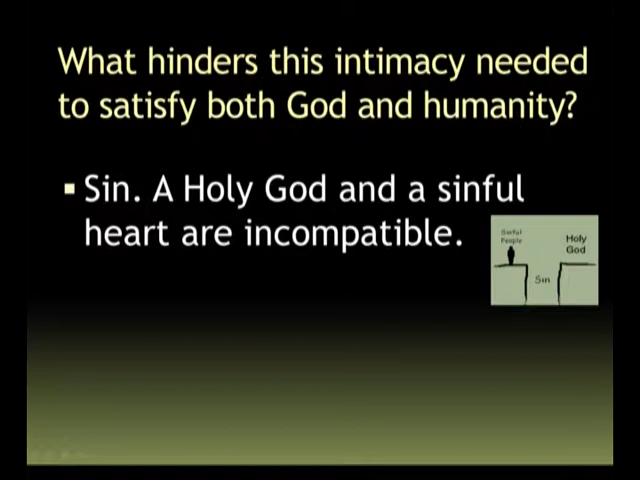 What hinders this intimacy needed
to satisfy both God and humanity?
Sin. A Holy God and a sinful
heart are incompatible.
Sinful
People
Holy
God
Sin